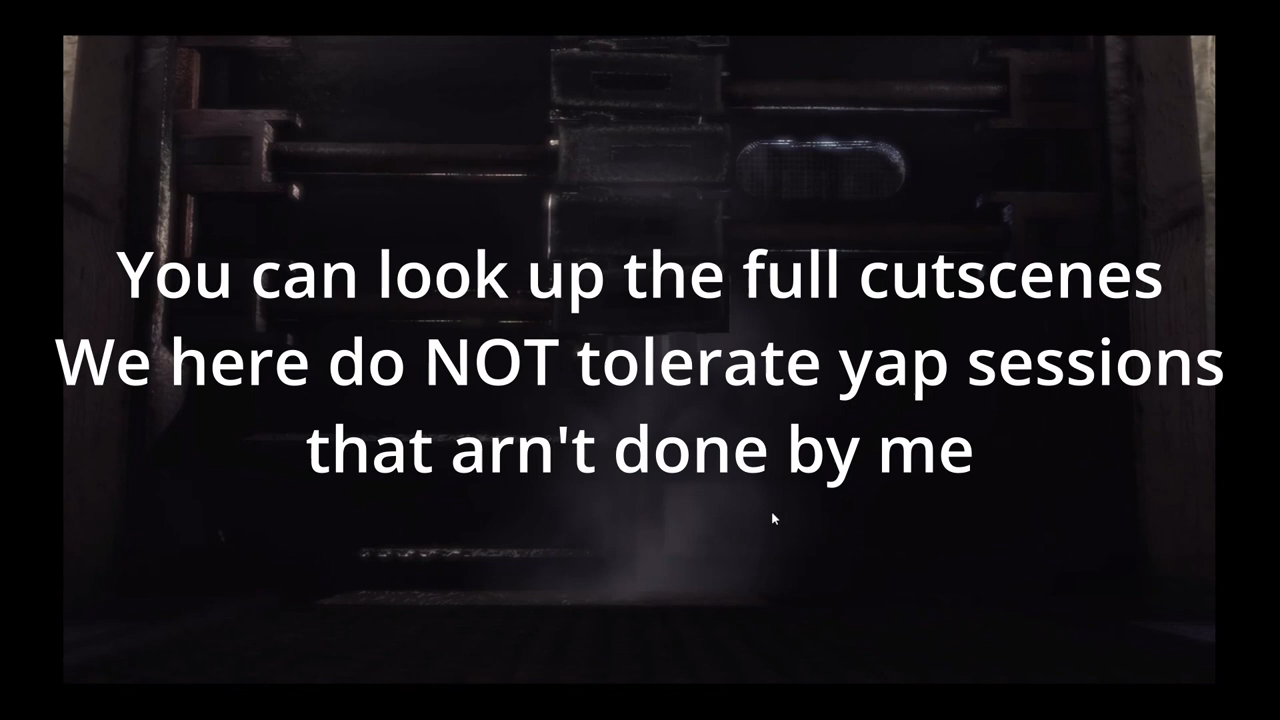 You can look up the full cutscenes
We here do NOT tolerate yap sessions
that arn't done by me